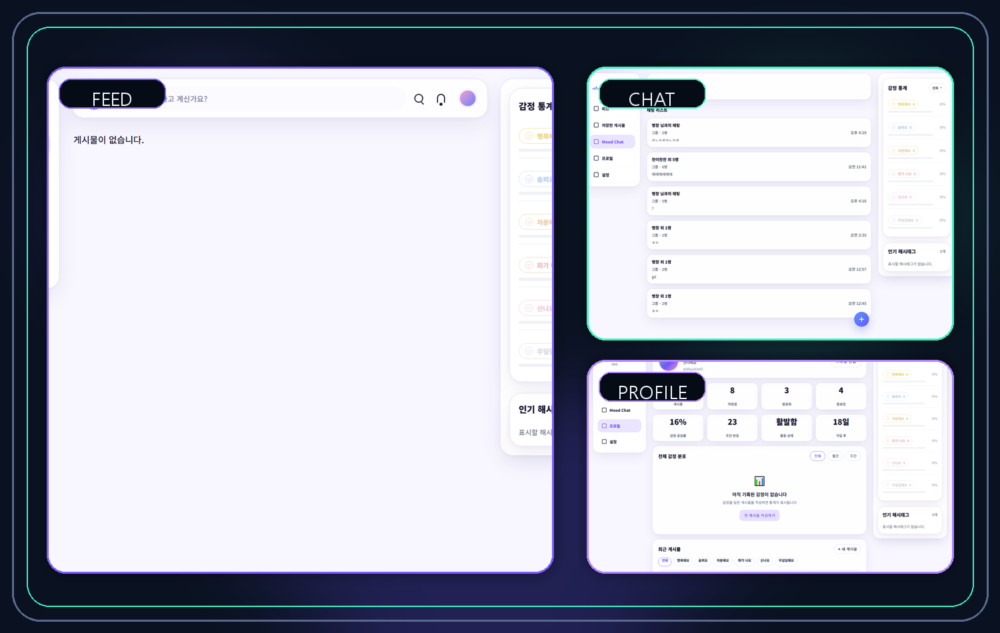 FEED
고 계신가요?
게시물이 없습니다.
감정 통계
행복해
슬퍼요
차분해
화가
신나요
무덤덤
인기 해시
표시할 해시
CHAT
피드
저장한 게시물
Mood Chat
프로필
설정
채팅 리스트
병창 님과의 채팅
그룹 · 2명
ㅁㄴㅇㄹㅁㄴㅇㄹ
오후 4:29
찬이찬찬 외 5명
그룹 · 6명
에에에에에에
오전 11:41
병창 님과의 채팅
그룹 · 5명
?
오후 4:16
병창 외 1명
그룹 · 2명
ㅎㅇ
오전 2:35
병창 외 1명
그룹 · 2명
gd
오전 12:57
병창 외 1명
그룹 · 2명
ㅎㅇ
오전 12:45
+
감정 통계
전체
행복해요 0
0%
슬퍼요 0
0%
차분해요 0
0%
화가 나요 0
0%
신나요 0
0%
무덤덤해요 0
0%
인기 해시태그
0개
표시할 해시태그가 없습니다.
PROFILE
SNS
Mood Chat
프로필
설정
@dlqudckd3
게시물
8
저장됨
3
팔로워
4
팔로잉
16%
감정 공감률
23
주간 반응
활발함
활동 상태
18일
가입 후
전체 감정 분포
전체 월간 주간
아직 기록된 감정이 없습니다
감정을 담은 게시물을 작성하면 통계가 표시됩니다
첫 게시물 작성하기
최근 게시물
+ 새 게시물
전체 행복해요 슬퍼요 차분해요 화가 나요 신나요 무덤덤해요
행복해요 0
0%
슬퍼요 0
0%
차분해요 0
0%
화가 나요 0
0%
신나요 0
0%
무덤덤해요 0
0%
인기 해시태그
0개
표시할 해시태그가 없습니다.